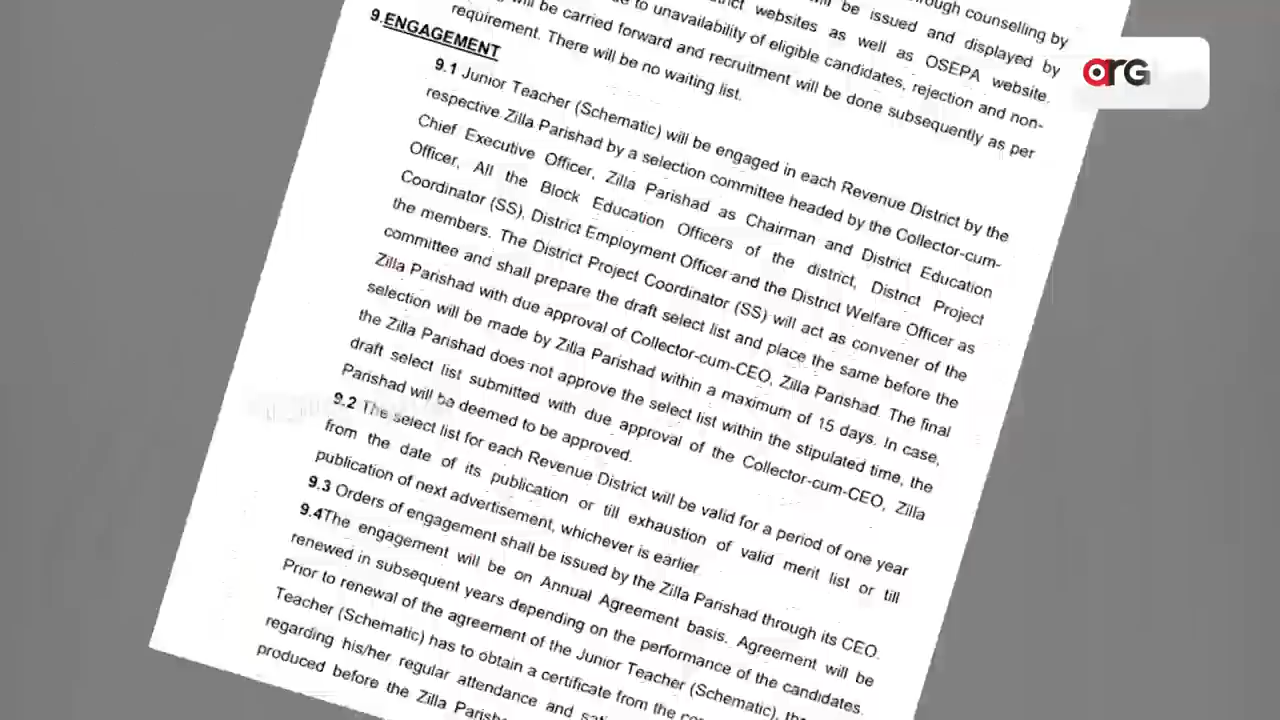 rough counselling by
will be issued and displayed by
websites as well as OSEPA website.
to unavailability of eligible candidates, rejection and non-
will be carried forward and recruitment will be done subsequently as per
requirement. There will be no waiting list.
9.ENGAGEMENT
9.1 Junior Teacher (Schematic) will be engaged in each Revenue District by the
respective Zilla Parishad by a selection committee headed by the Collector-cum-
Chief Executive Officer, Zilla Parishad as Chairman and District Education
Officer, All the Block Education Officers of the district, District Project
Coordinator (SS), District Employment Officer and the District Welfare Officer as
the members. The District Project Coordinator (SS) will act as convener of the
committee and shall prepare the draft select list and place the same before the
Zilla Parishad with due approval of Collector-cum-CEO, Zilla Parishad. The final
selection will be made by Zilla Parishad within a maximum of 15 days. In case,
the Zilla Parishad does not approve the select list within the stipulated time, the
draft select list submitted with due approval of the Collector-cum-CEO, Zilla
Parishad will be deemed to be approved.
9.2 The select list for each Revenue District will be valid for a period of one year
from the date of its publication or till exhaustion of valid merit list or till
publication of next advertisement, whichever is earlier
9.3 Orders of engagement shall be issued by the Zilla Parishad through its CEO.
9.4The engagement will be on Annual Agreement basis. Agreement will be
renewed in subsequent years depending on the performance of the candidates.
Prior to renewal of the agreement of the Junior Teacher (Schematic), the
Teacher (Schematic) has to obtain a certificate from the
regarding his/her regular attendance and
produced before the Zilla
arG